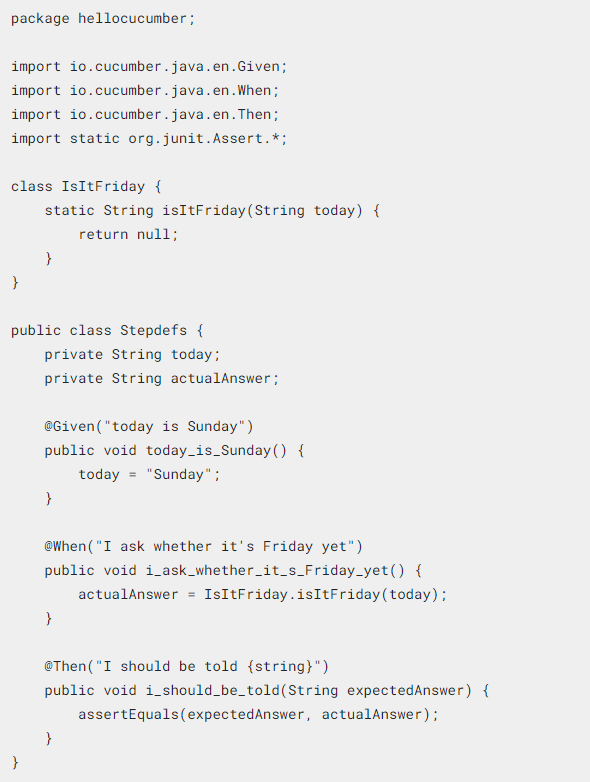 package hellocucumber;

import io.cucumber.java.en.Given;
import io.cucumber.java.en.When;
import io.cucumber.java.en.Then;
import static org.junit.Assert.*;

class IsItFriday {
    static String isItFriday(String today) {
        return null;
    }
}

public class Stepdefs {
    private String today;
    private String actualAnswer;

    @Given("today is Sunday")
    public void today_is_Sunday() {
        today = "Sunday";
    }

    @When("I ask whether it's Friday yet")
    public void i_ask_whether_it_s_Friday_yet() {
        actualAnswer = IsItFriday.isItFriday(today);
    }

    @Then("I should be told {string}")
    public void i_should_be_told(String expectedAnswer) {
        assertEquals(expectedAnswer, actualAnswer);
    }
}